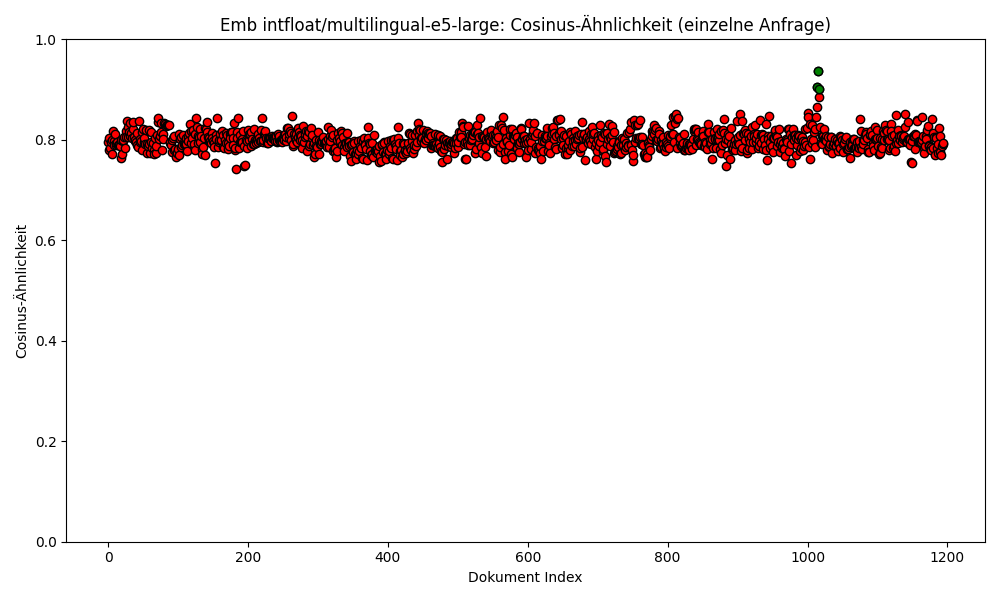 Emb intfloat/multilingual-e5-large: Cosinus-Ähnlichkeit (einzelne Anfrage)
1.0
0.8
0.6
0.4
0.2
0.0
Cosinus-Ähnlichkeit
0 200 400 600 800 1000 1200
Dokument Index